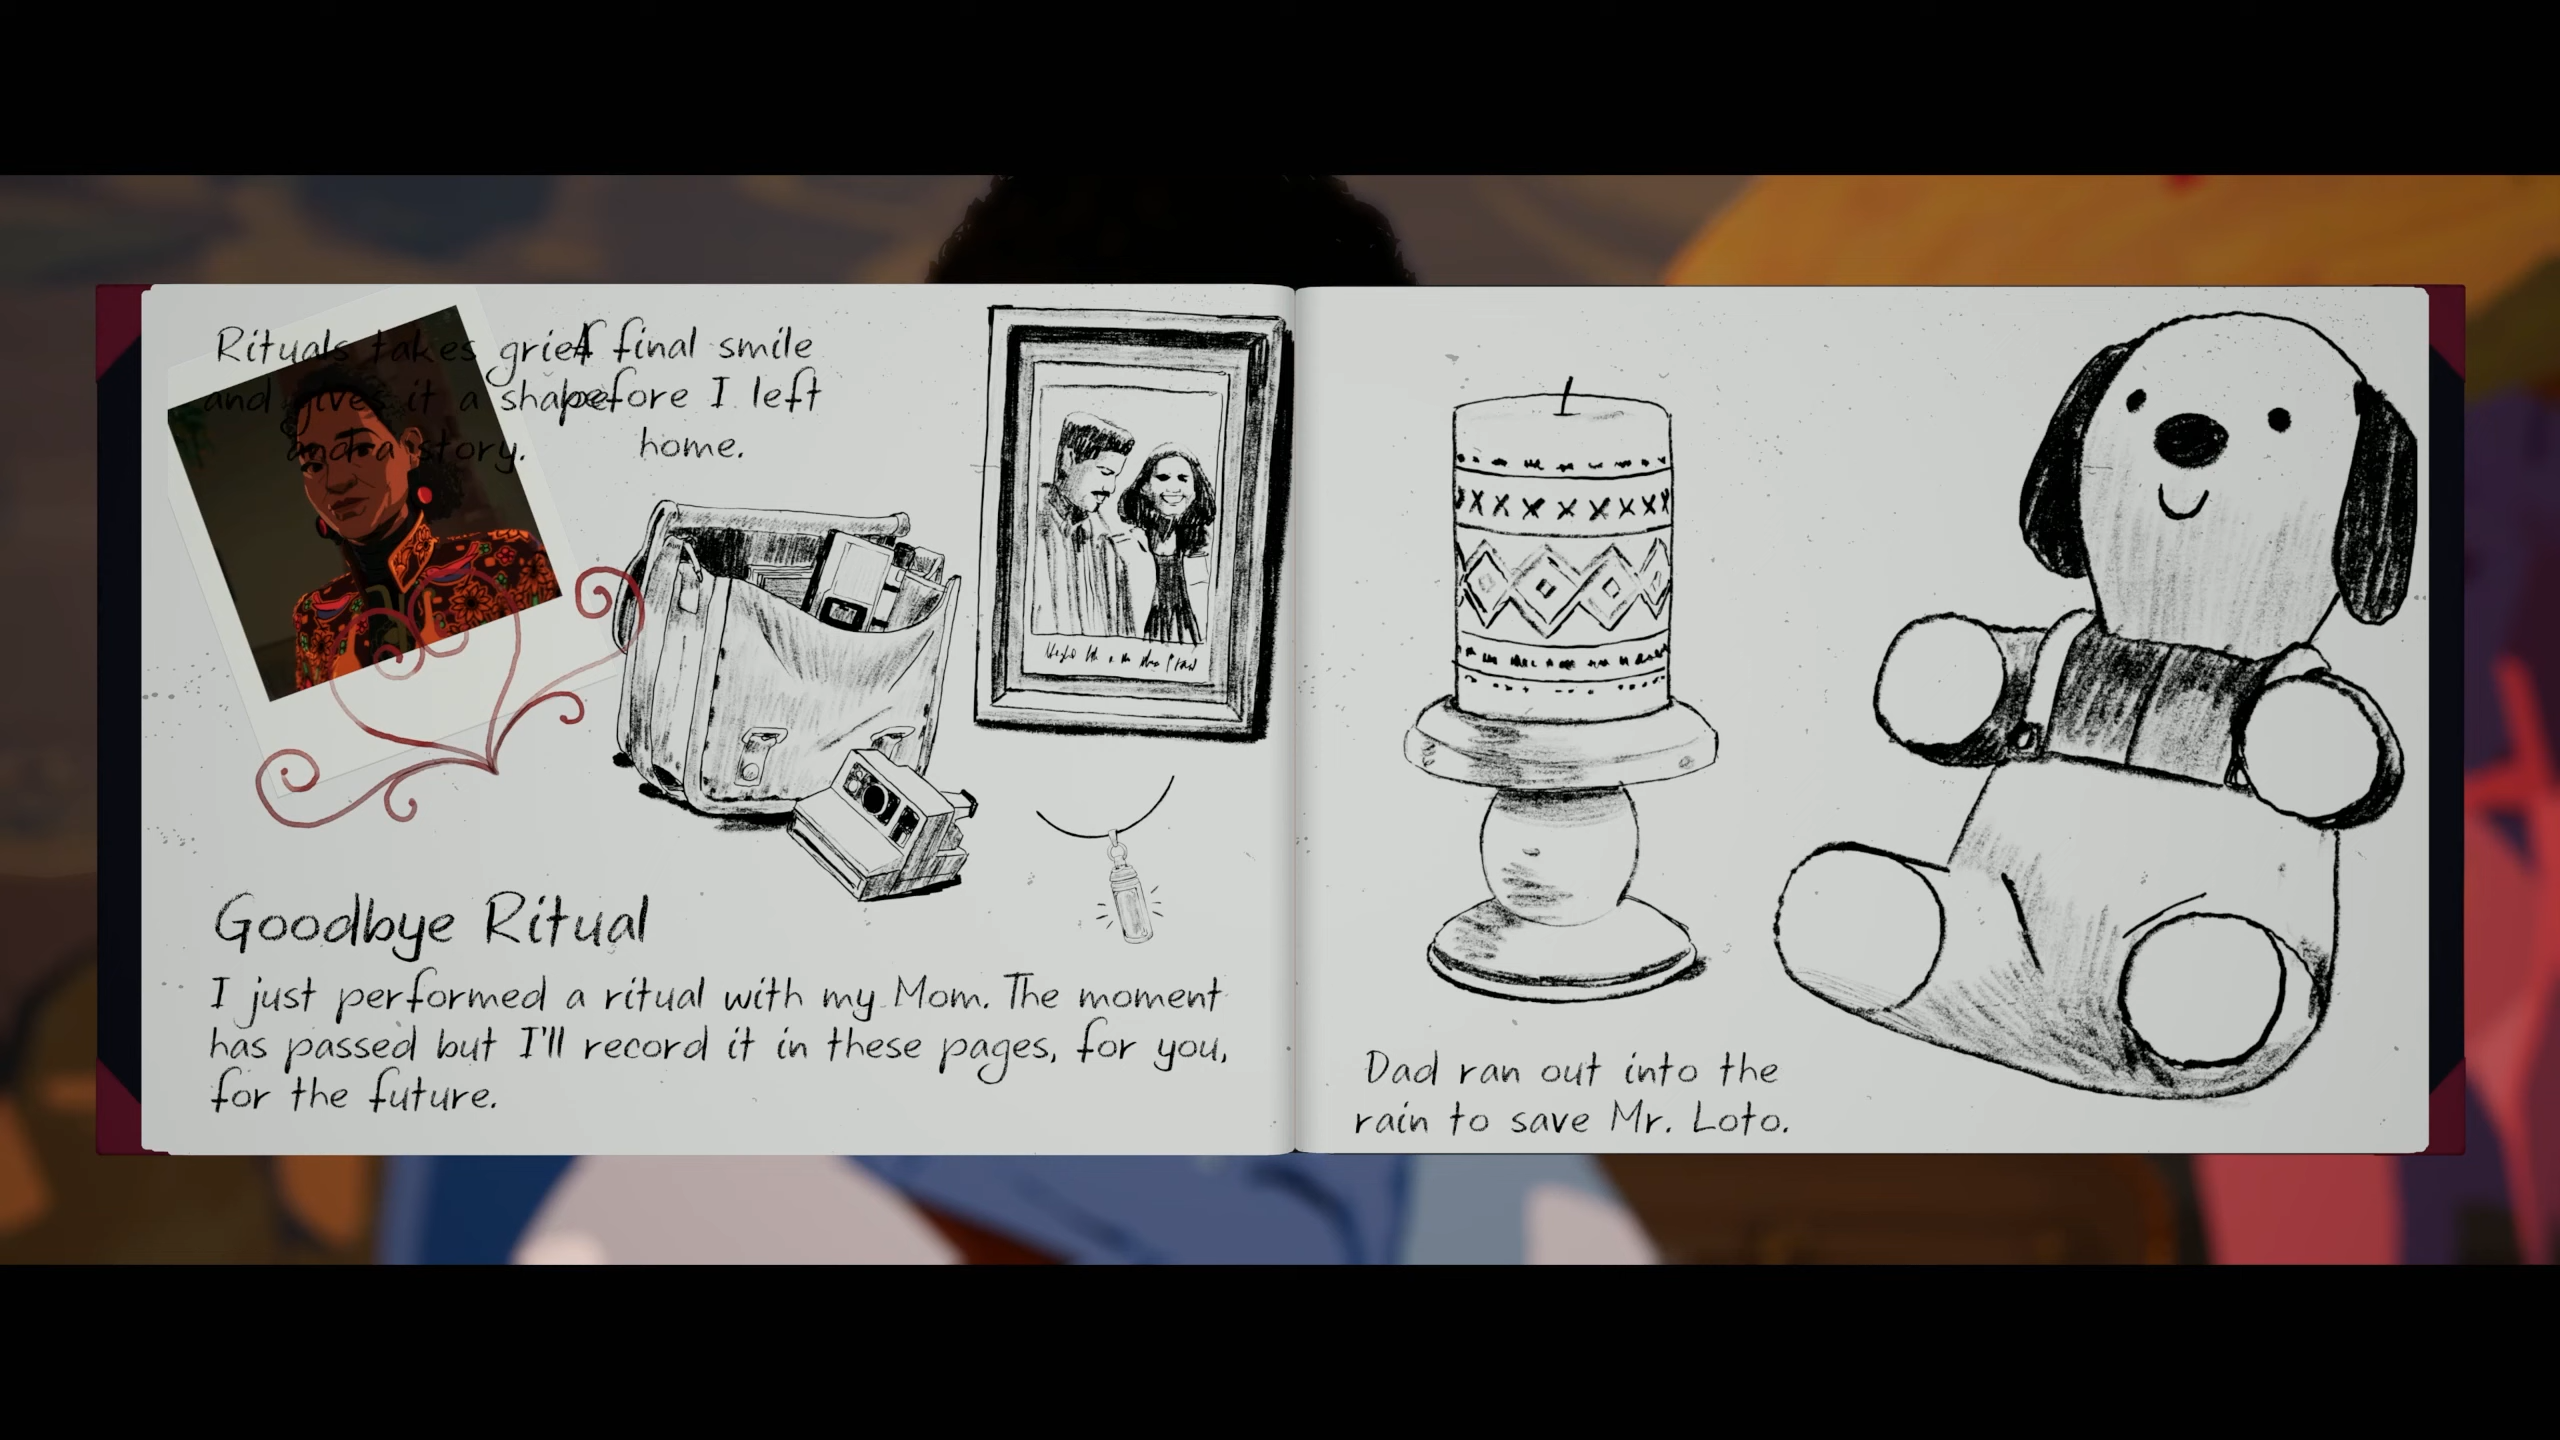 Rituals takes grief
and gives it a shape
and a story.
A final smile
before I left
home.
Goodbye Ritual
I just performed a ritual with my Mom. The moment
has passed but I'll record it in these pages, for you,
for the future.
Dad ran out into the
rain to save Mr. Loto.